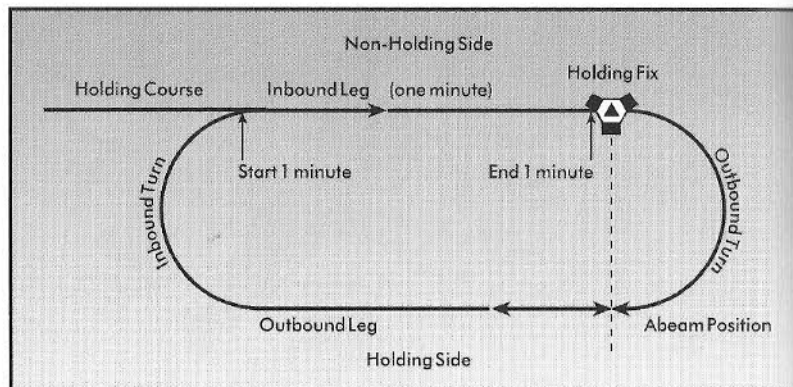 Non-Holding Side
Holding Fix
Holding Course
Inbound Leg
(one minute)
Start 1 minute
End 1 minute
Inbound Turn
Outbound Turn
Outbound Leg
Abeam Position
Holding Side